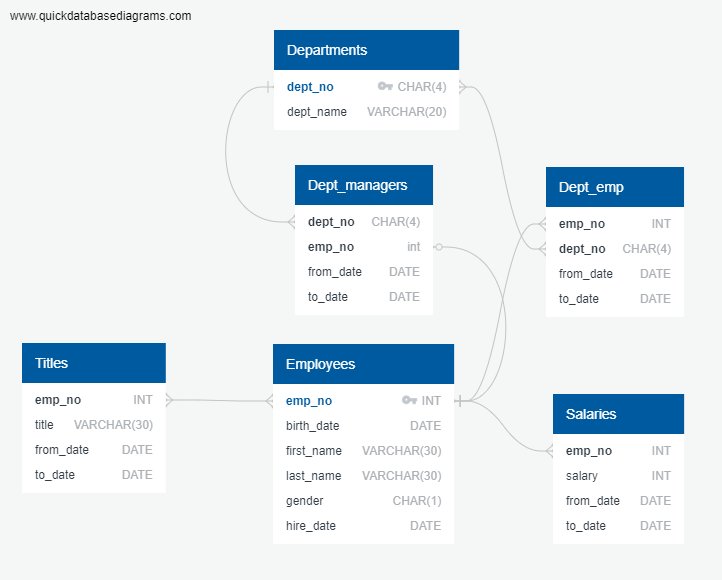 www.quickdatabasediagrams.com
Departments
dept_no CHAR(4)
dept_name VARCHAR(20)
Dept_managers
dept_no CHAR(4)
emp_no int
from_date DATE
to_date DATE
Dept_emp
emp_no INT
dept_no CHAR(4)
from_date DATE
to_date DATE
Titles
emp_no INT
title VARCHAR(30)
from_date DATE
to_date DATE
Employees
emp_no INT
birth_date DATE
first_name VARCHAR(30)
last_name VARCHAR(30)
gender CHAR(1)
hire_date DATE
Salaries
emp_no INT
salary INT
from_date DATE
to_date DATE